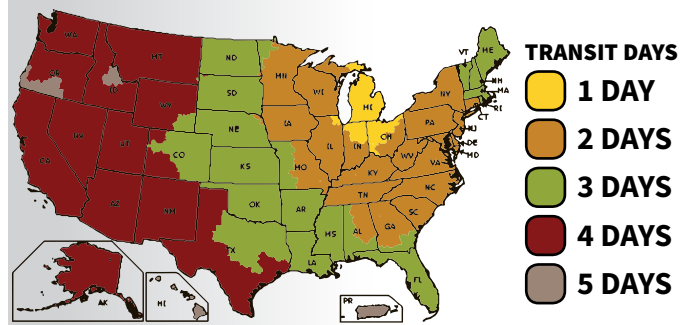 TRANSIT DAYS
1 DAY
2 DAYS
3 DAYS
4 DAYS
5 DAYS
WA
OR
ID
MT
WY
CA
NV
UT
AZ
NM
CO
ND
SD
NE
KS
OK
TX
MN
IA
MO
AR
LA
WI
IL
MI
IN
OH
KY
TN
MS
AL
GA
FL
SC
NC
VA
WV
PA
NY
VT
ME
NH
MA
RI
CT
NJ
DE
MD
AK
HI
PR